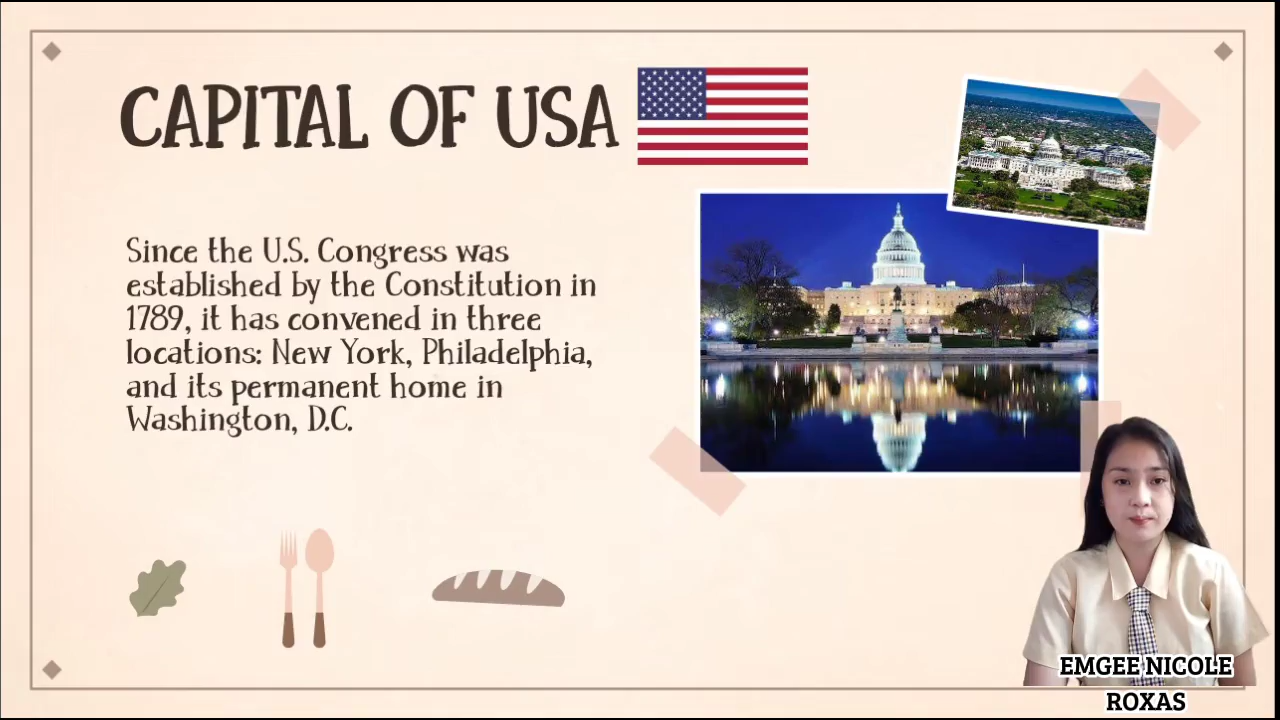 CAPITAL OF USA
Since the U.S. Congress was
established by the Constitution in
1789, it has convened in three
locations: New York, Philadelphia,
and its permanent home in
Washington, D.C.
EMGEE NICOLE
ROXAS